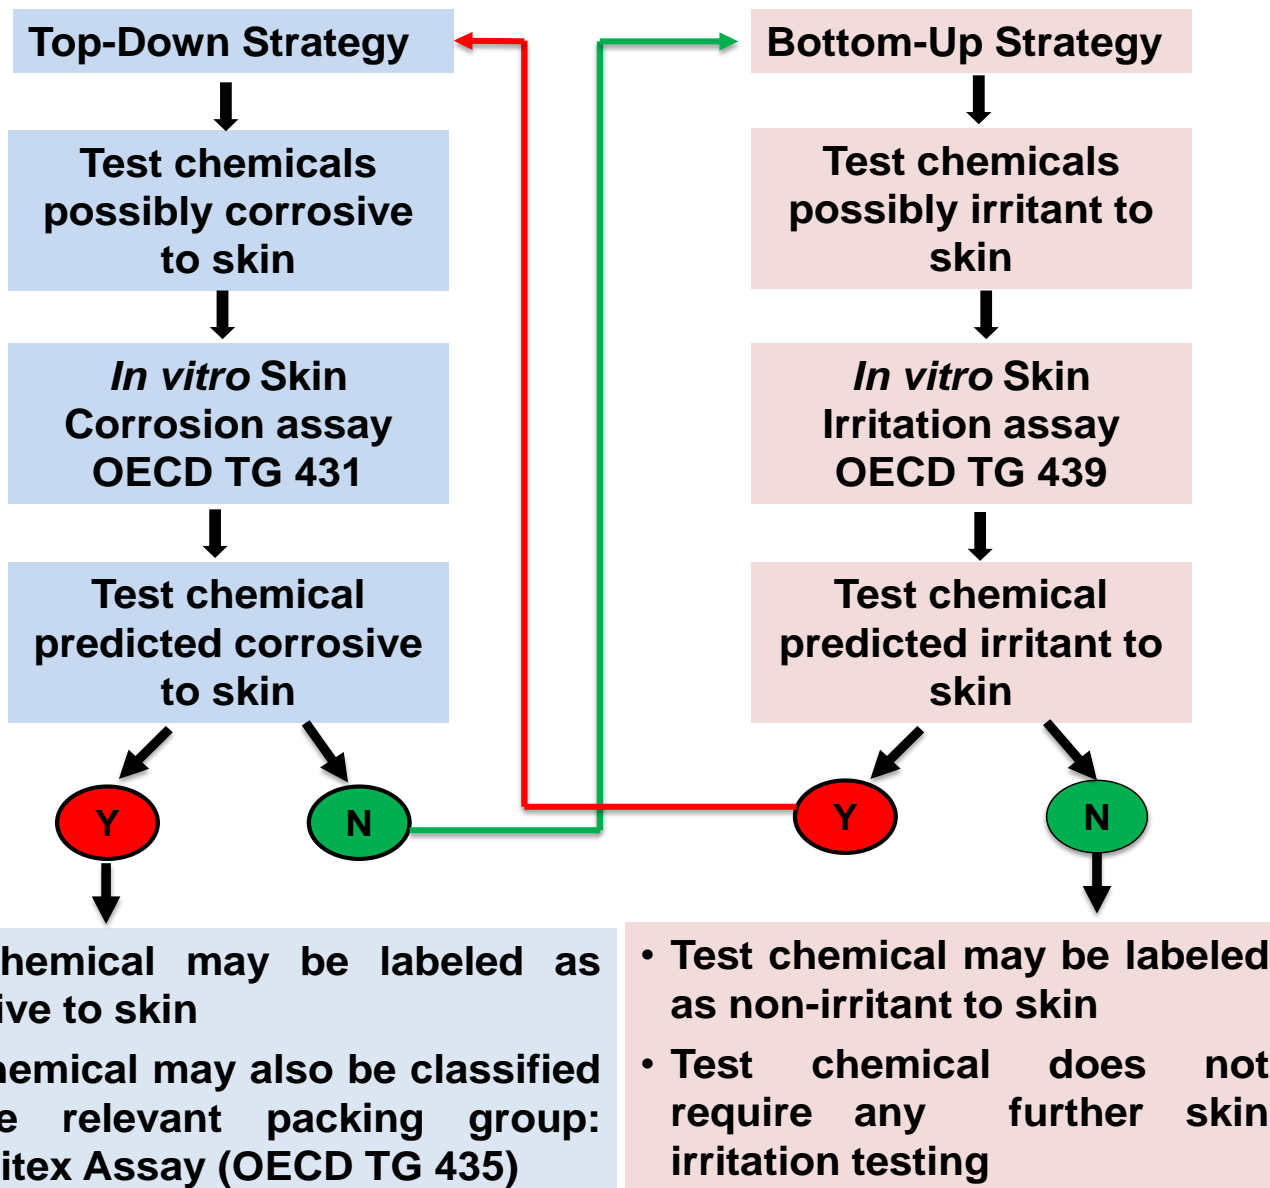 Top-Down Strategy
Test chemicals
possibly corrosive
to skin
In vitro Skin
Corrosion assay
OECD TG 431
Test chemical
predicted corrosive
to skin
Y
N
hemical may be labeled as
ive to skin
hemical may also be classified
e relevant packing group:
itex Assay (OECD TG 435)
Bottom-Up Strategy
Test chemicals
possibly irritant to
skin
In vitro Skin
Irritation assay
OECD TG 439
Test chemical
predicted irritant to
skin
Y
N
• Test chemical may be labeled
as non-irritant to skin
• Test chemical does not
require any further skin
irritation testing